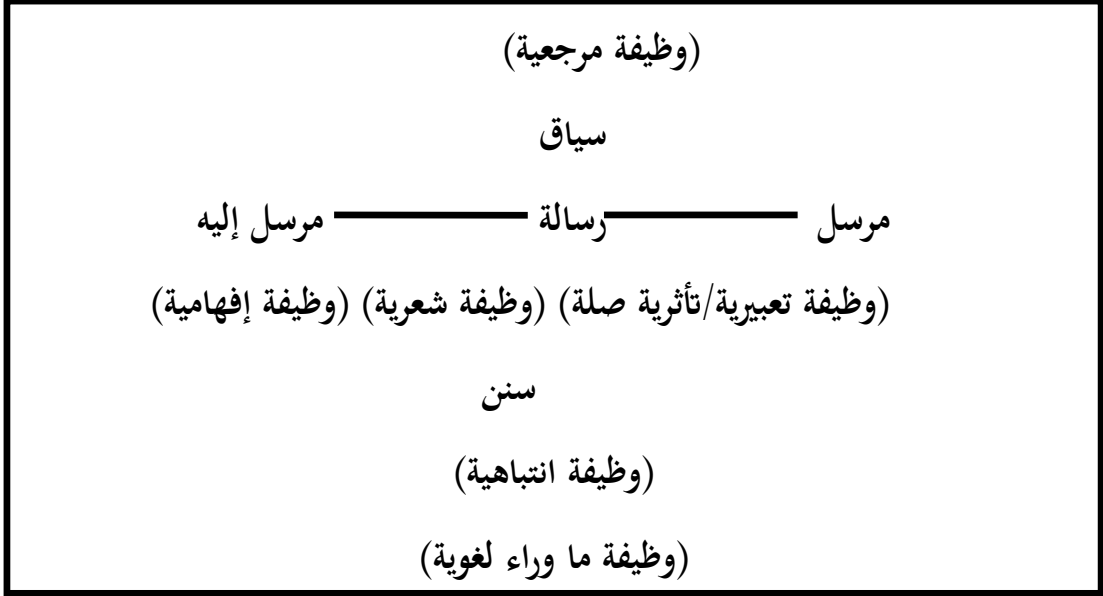 (وظيفة مرجعية)
سياق
مرسل رسالة مرسل إليه
(وظيفة تعبيرية/تأثرية صلة) (وظيفة شعرية) (وظيفة إفهامية)
سنن
(وظيفة انتباهية)
(وظيفة ما وراء لغوية)